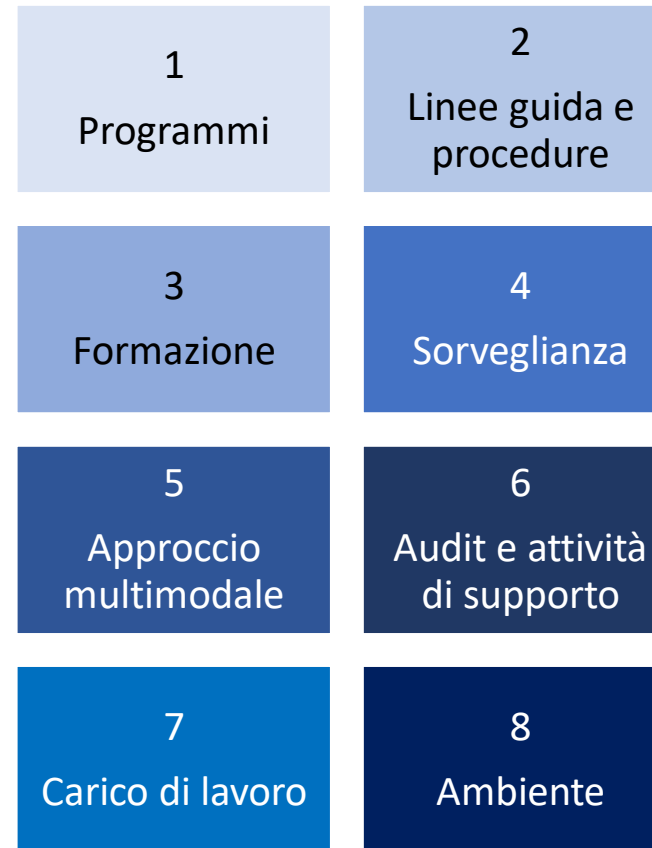 1
Programmi
2
Linee guida e
procedure
3
Formazione
4
Sorveglianza
5
Approccio
multimodale
6
Audit e attività
di supporto
7
Carico di lavoro
8
Ambiente